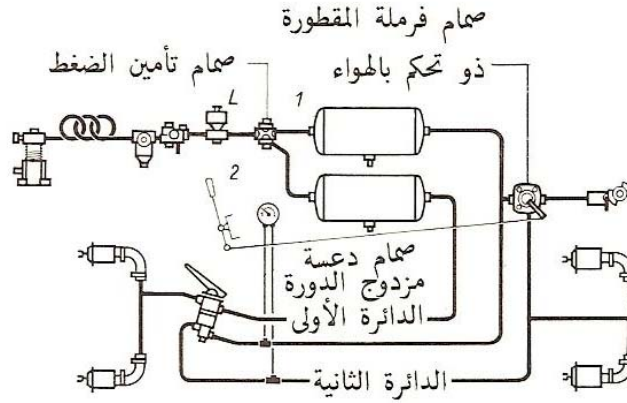 صمام فرملة المقطورة
ذو تحكم بالهواء
صمام تأمين الضغط
L
1
2
صمام دعسة
مزدوج الدورة
الدائرة الأولى
الدائرة الثانية